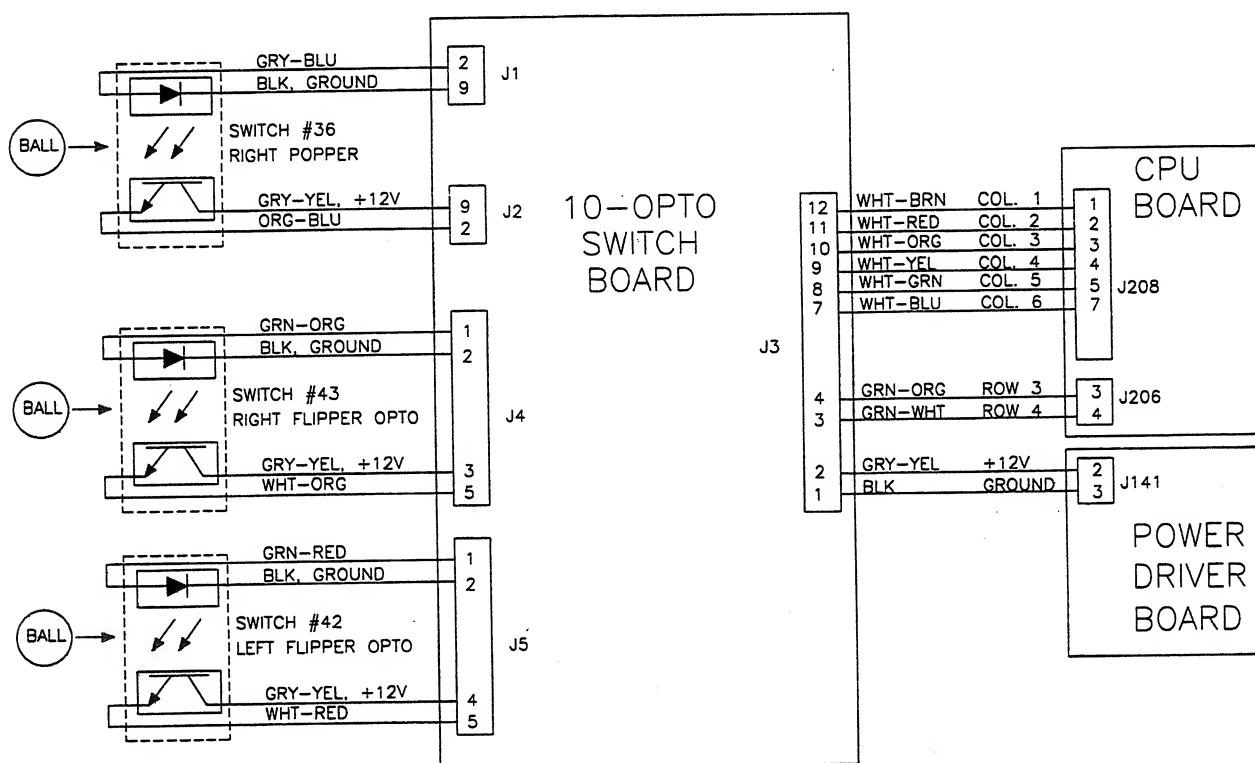 GRY-BLU
BLK, GROUND
2
9
J1
BALL
SWITCH #36
RIGHT POPPER
GRY-YEL, +12V
ORG-BLU
9
2
J2
GRN-ORG
BLK, GROUND
1
2
BALL
SWITCH #43
RIGHT FLIPPER OPTO
J4
GRY-YEL, +12V
WHT-ORG
3
5
GRN-RED
BLK, GROUND
1
2
BALL
SWITCH #42
LEFT FLIPPER OPTO
J5
GRY-YEL, +12V
WHT-RED
4
5
10-OPTO
SWITCH
BOARD
J3
12 WHT-BRN COL. 1 1
11 WHT-RED COL. 2 2
10 WHT-ORG COL. 3 3
9 WHT-YEL COL. 4 4
8 WHT-GRN COL. 5 5
7 WHT-BLU COL. 6 7
J208
4 GRN-ORG ROW 3 3
3 GRN-WHT ROW 4 4
J206
2 GRY-YEL +12V 2
1 BLK GROUND 3
J141
CPU
BOARD
POWER
DRIVER
BOARD